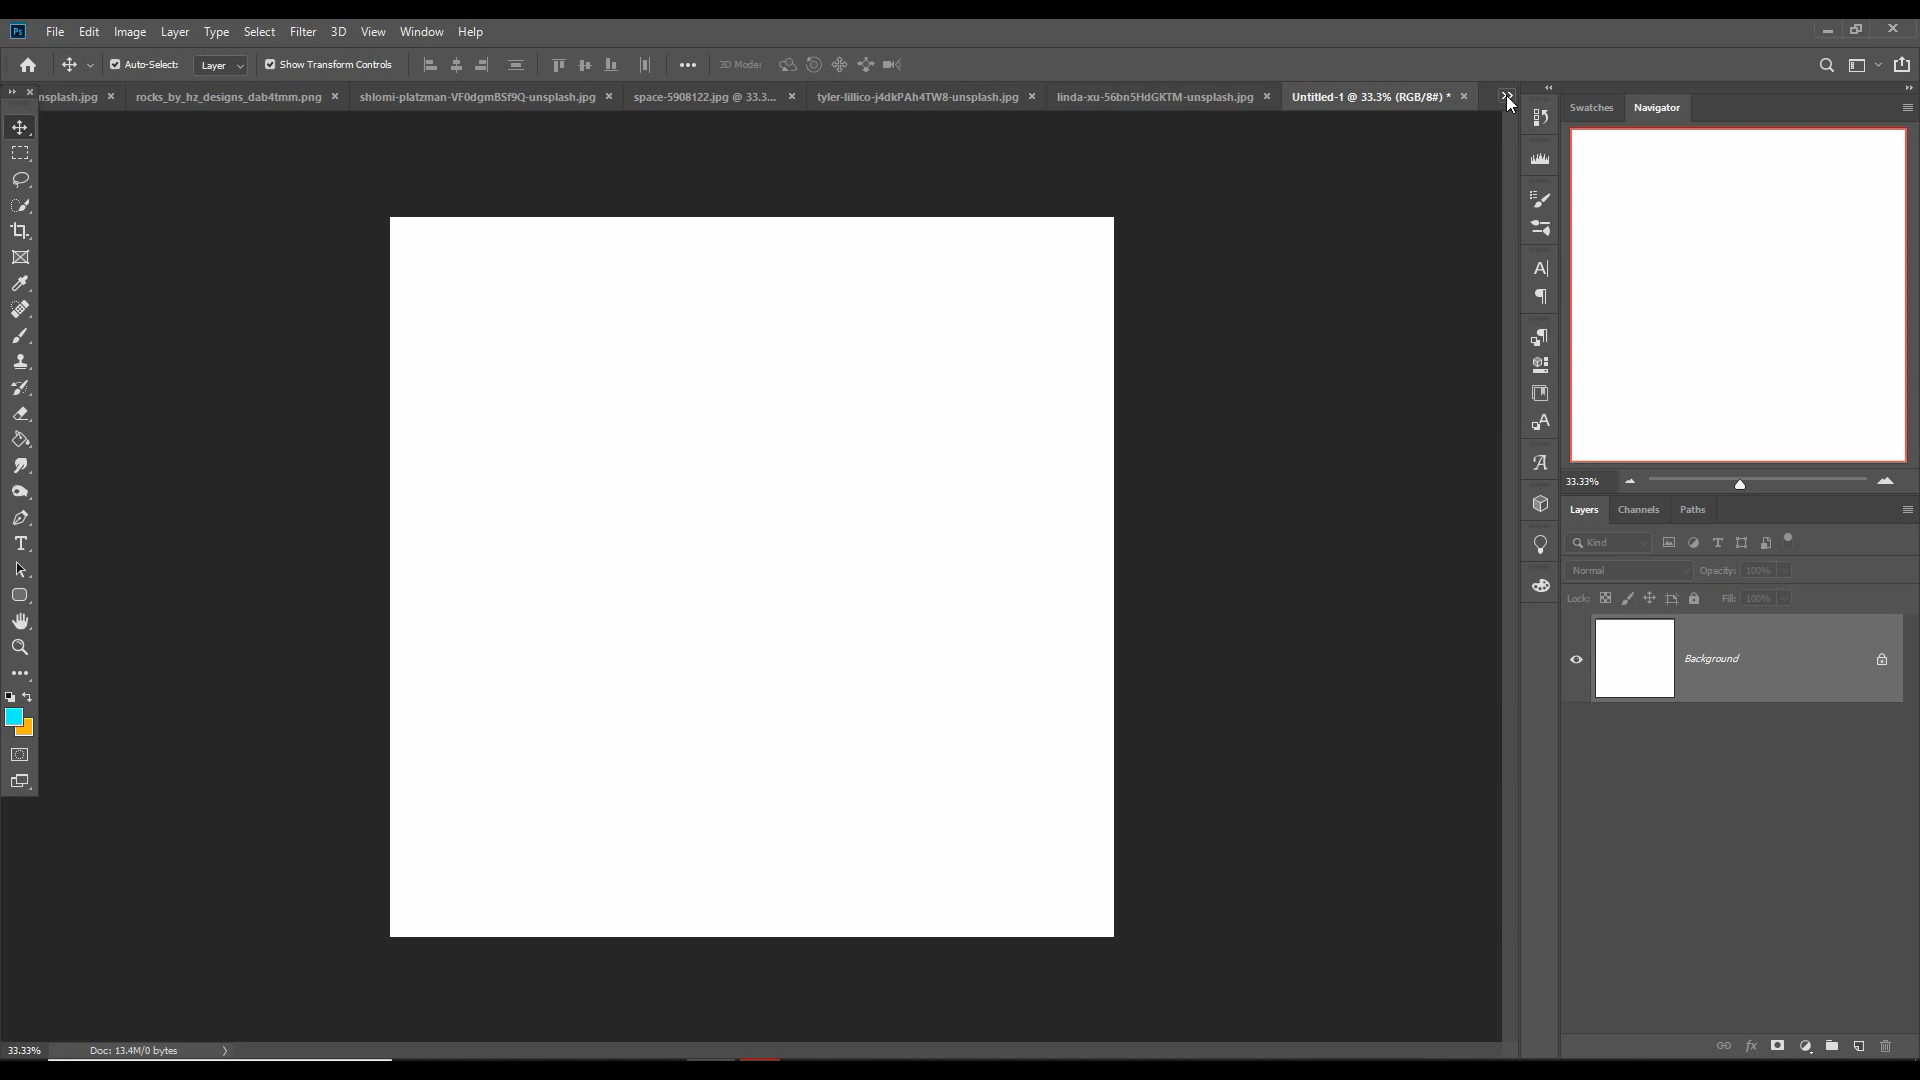 Ps File Edit Image Layer Type Select Filter 3D View Window Help
Auto-Select: Layer Show Transform Controls 3D Mode:
nsplash.jpg rocks_by_hz_designs_dab4tmm.png shlomi-platzman-VF0dgmBSf9Q-unsplash.jpg space-5908122.jpg @ 33.3... tyler-lillico-j4dkPAh4TW8-unsplash.jpg linda-xu-56bn5HdGKTM-unsplash.jpg Untitled-1 @ 33.3% (RGB/8#) *
Swatches Navigator
33.33%
Layers Channels Paths
Kind
Normal Opacity: 100%
Lock: Fill: 100%
Background
33.33% Doc: 13.4M/0 bytes